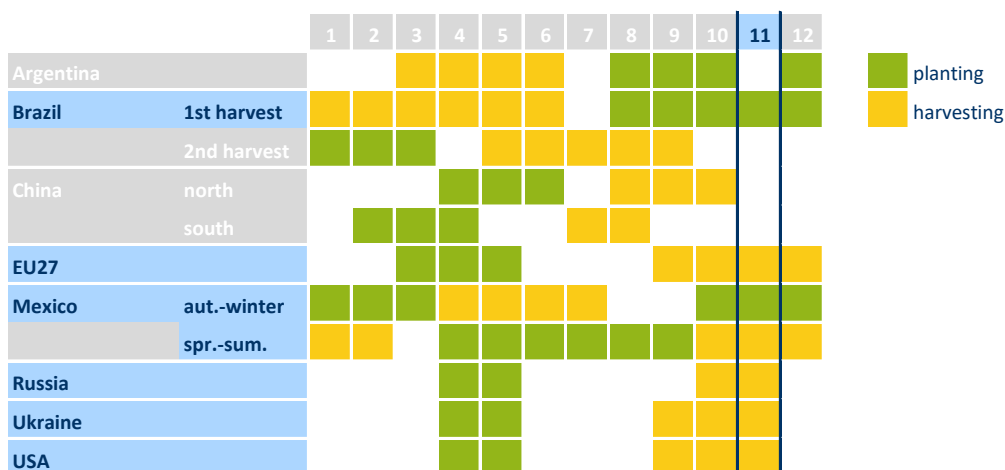 1 2 3 4 5 6 7 8 9 10 11 12
Argentina
planting
Brazil 1st harvest
harvesting
2nd harvest
China north
south
EU27
Mexico aut.-winter
spr.-sum.
Russia
Ukraine
USA